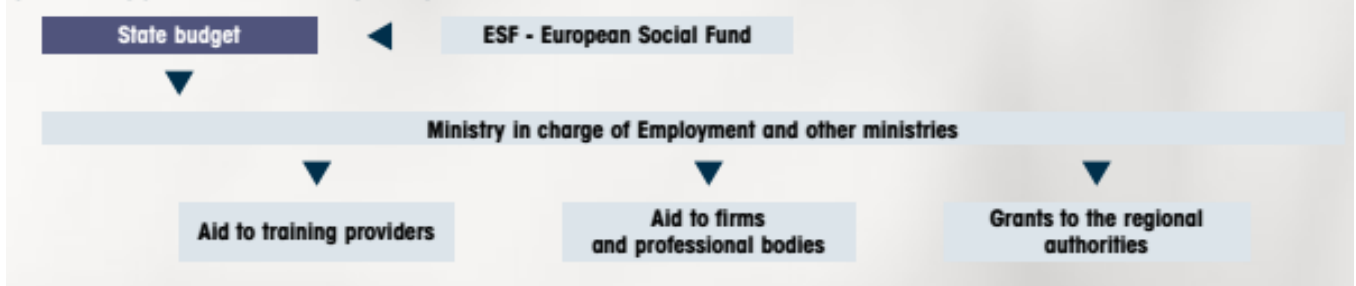 State budget
ESF - European Social Fund
Ministry in charge of Employment and other ministries
Aid to training providers
Aid to firms
and professional bodies
Grants to the regional
authorities